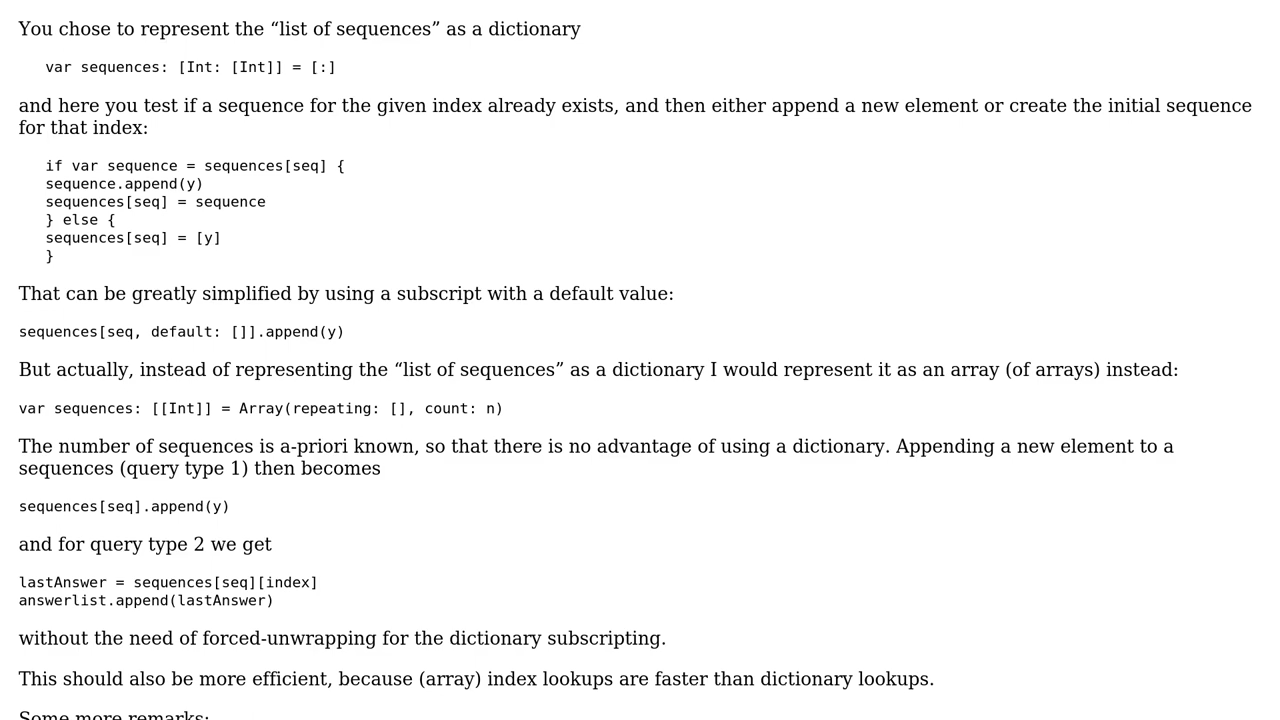 You chose to represent the “list of sequences” as a dictionary
var sequences: [Int: [Int]] = [:]
and here you test if a sequence for the given index already exists, and then either append a new element or create the initial sequence
for that index:
if var sequence = sequences[seq] {
sequence.append(y)
sequences[seq] = sequence
} else {
sequences[seq] = [y]
}
That can be greatly simplified by using a subscript with a default value:
sequences[seq, default: []].append(y)
But actually, instead of representing the “list of sequences” as a dictionary I would represent it as an array (of arrays) instead:
var sequences: [[Int]] = Array(repeating: [], count: n)
The number of sequences is a-priori known, so that there is no advantage of using a dictionary. Appending a new element to a
sequences (query type 1) then becomes
sequences[seq].append(y)
and for query type 2 we get
lastAnswer = sequences[seq][index]
answerlist.append(lastAnswer)
without the need of forced-unwrapping for the dictionary subscripting.
This should also be more efficient, because (array) index lookups are faster than dictionary lookups.
Some more remarks: